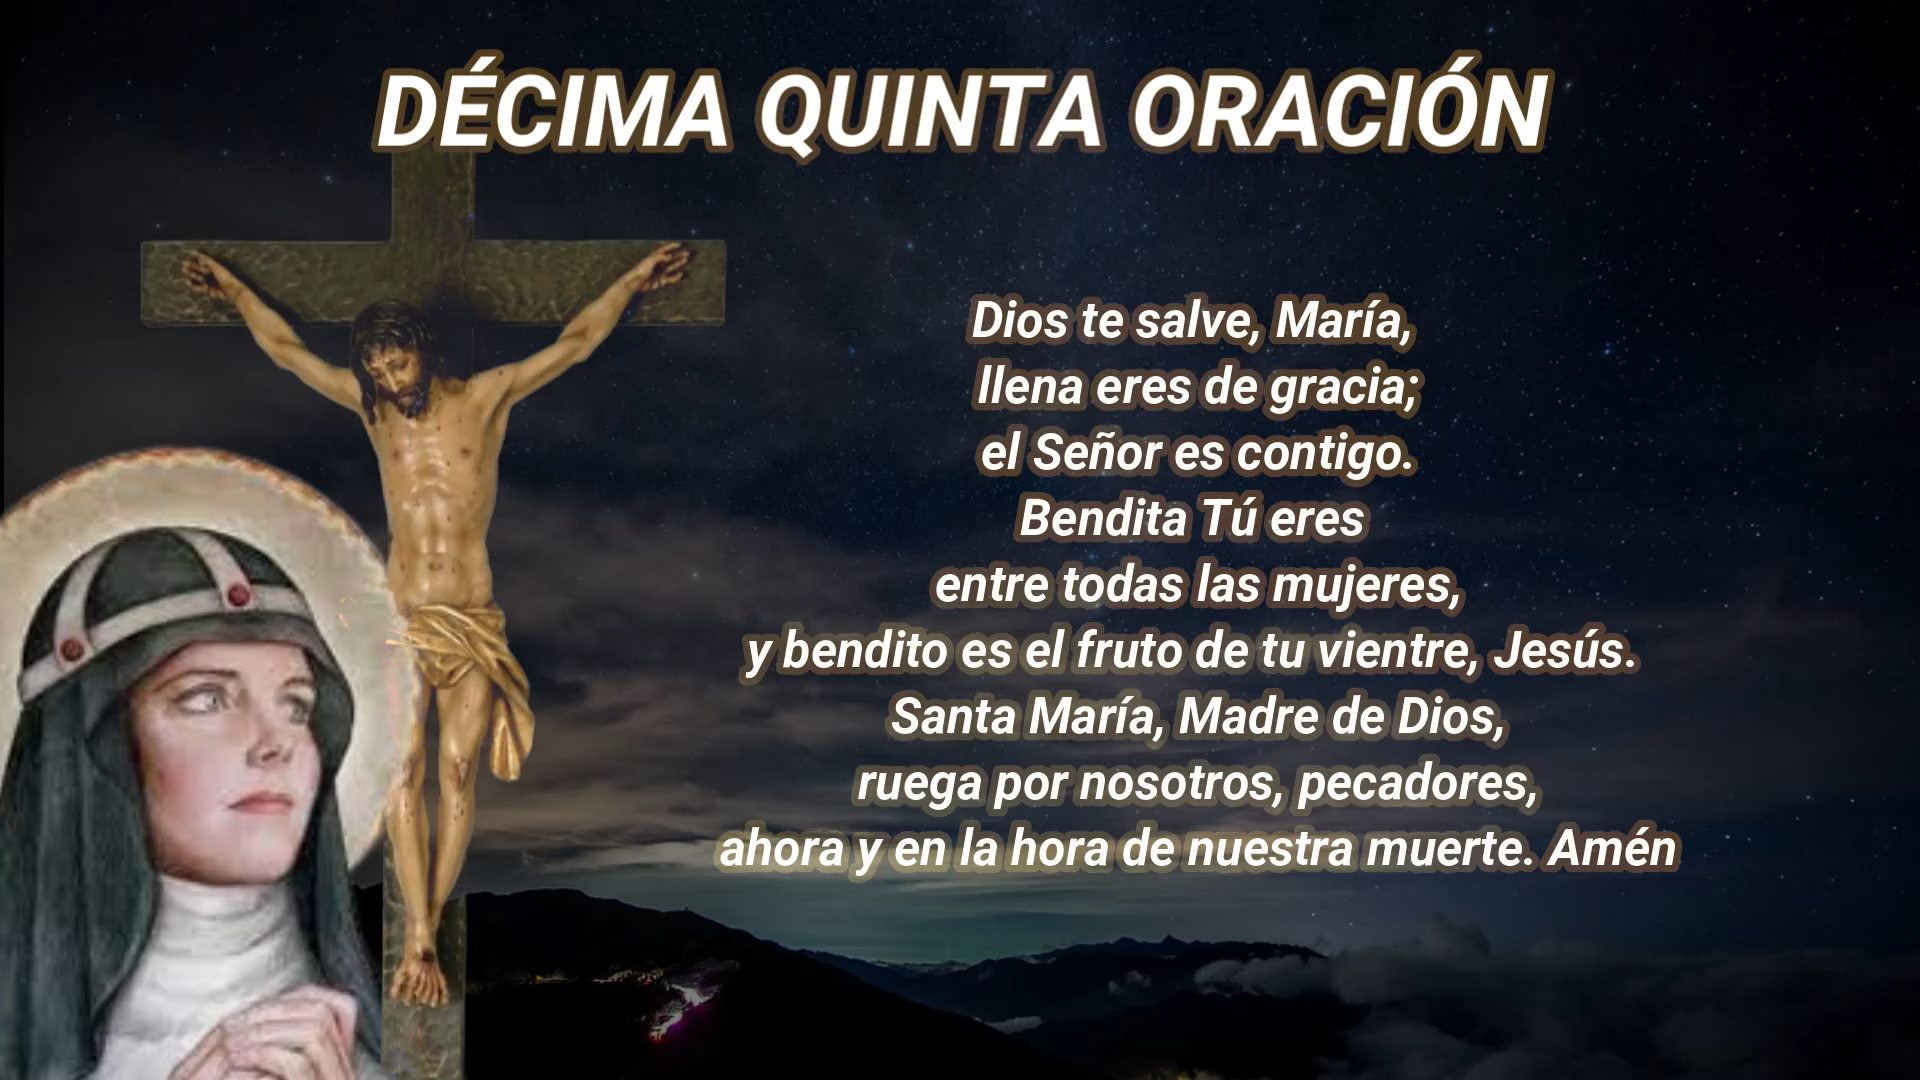 DÉCIMA QUINTA ORACIÓN
Dios te salve, María,
llena eres de gracia;
el Señor es contigo.
Bendita Tú eres
entre todas las mujeres,
y bendito es el fruto de tu vientre, Jesús.
Santa María, Madre de Dios,
ruega por nosotros, pecadores,
ahora y en la hora de nuestra muerte. Amén